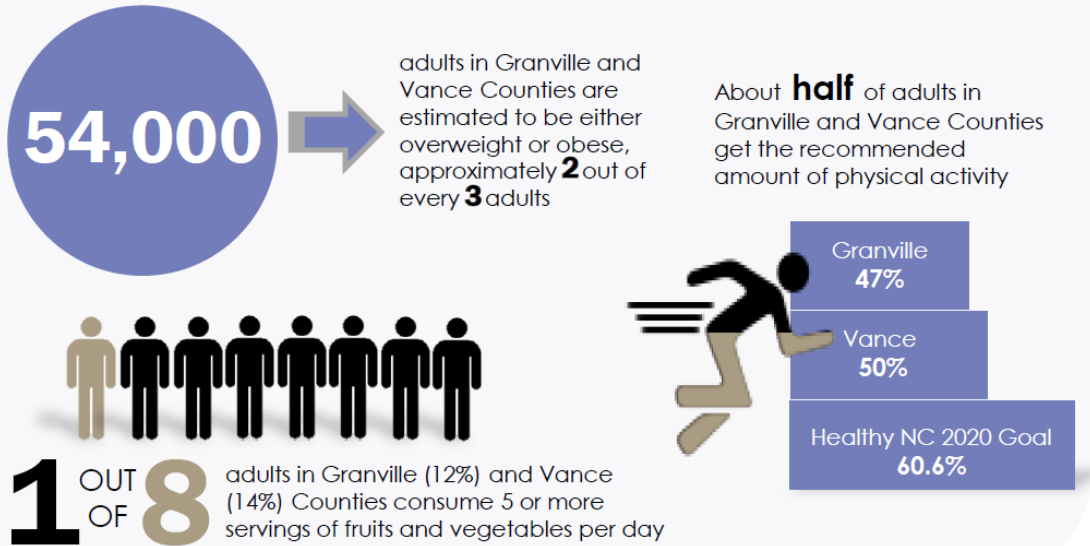 54,000
adults in Granville and
Vance Counties are
estimated to be either
overweight or obese,
approximately 2 out of
every 3 adults
About half of adults in
Granville and Vance Counties
get the recommended
amount of physical activity
Granville
47%
Vance
50%
Healthy NC 2020 Goal
60.6%
1 OUT OF 8
adults in Granville (12%) and Vance
(14%) Counties consume 5 or more
servings of fruits and vegetables per day